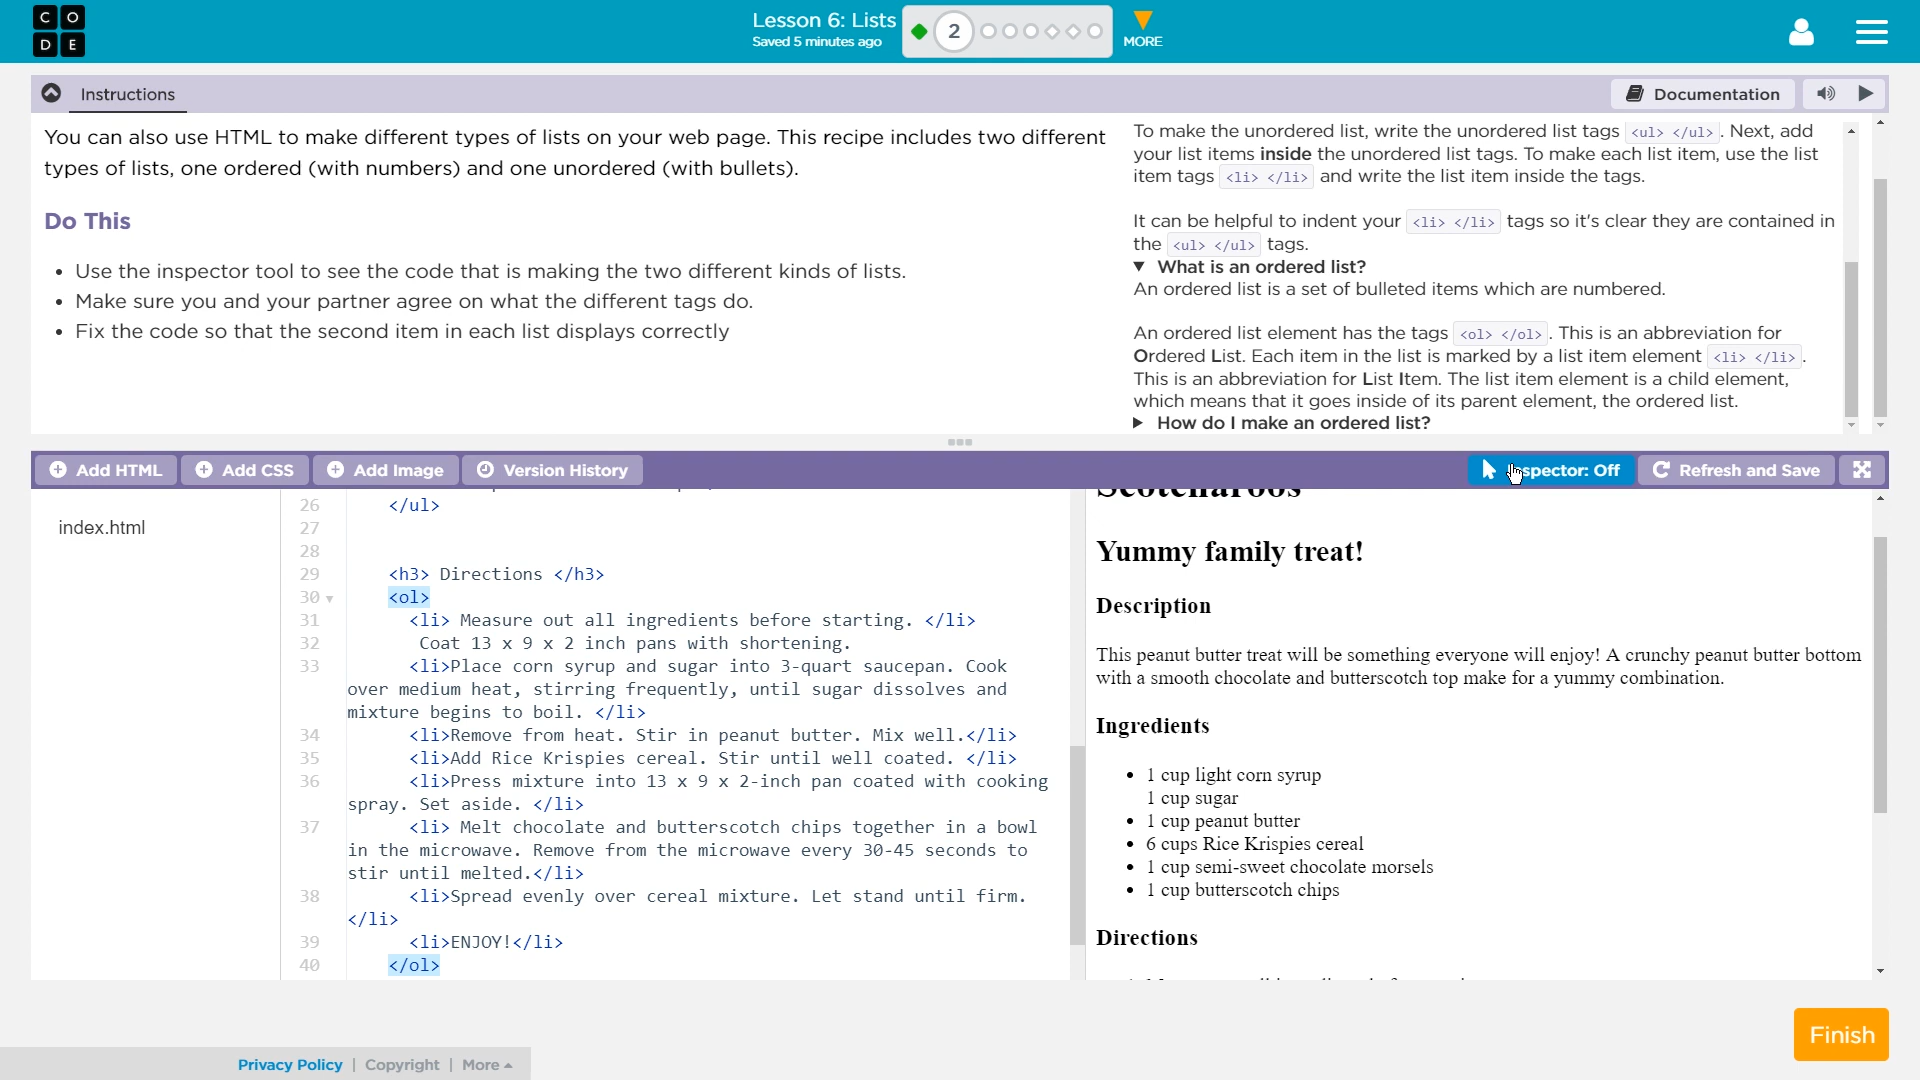 C O
D E
Lesson 6: Lists
Saved 5 minutes ago
2
MORE
Instructions
Documentation
You can also use HTML to make different types of lists on your web page. This recipe includes two different
types of lists, one ordered (with numbers) and one unordered (with bullets).
Do This
• Use the inspector tool to see the code that is making the two different kinds of lists.
• Make sure you and your partner agree on what the different tags do.
• Fix the code so that the second item in each list displays correctly
To make the unordered list, write the unordered list tags <ul> </ul>. Next, add
your list items inside the unordered list tags. To make each list item, use the list
item tags <li> </li> and write the list item inside the tags.
It can be helpful to indent your <li> </li> tags so it's clear they are contained in
the <ul> </ul> tags.
▼ What is an ordered list?
An ordered list is a set of bulleted items which are numbered.
An ordered list element has the tags <ol> </ol>. This is an abbreviation for
Ordered List. Each item in the list is marked by a list item element <li> </li>.
This is an abbreviation for List Item. The list item element is a child element,
which means that it goes inside of its parent element, the ordered list.
▶ How do I make an ordered list?
Add HTML
Add CSS
Add Image
Version History
spector: Off
Refresh and Save
index.html
26 </ul>
27
28
29 <h3> Directions </h3>
30 <ol>
31 <li> Measure out all ingredients before starting. </li>
32 Coat 13 x 9 x 2 inch pans with shortening.
33 <li>Place corn syrup and sugar into 3-quart saucepan. Cook
over medium heat, stirring frequently, until sugar dissolves and
mixture begins to boil. </li>
34 <li>Remove from heat. Stir in peanut butter. Mix well.</li>
35 <li>Add Rice Krispies cereal. Stir until well coated. </li>
36 <li>Press mixture into 13 x 9 x 2-inch pan coated with cooking
spray. Set aside. </li>
37 <li> Melt chocolate and butterscotch chips together in a bowl
in the microwave. Remove from the microwave every 30-45 seconds to
stir until melted.</li>
38 <li>Spread evenly over cereal mixture. Let stand until firm.
</li>
39 <li>ENJOY!</li>
40 </ol>
Scotcharoos
Yummy family treat!
Description
This peanut butter treat will be something everyone will enjoy! A crunchy peanut butter bottom
with a smooth chocolate and butterscotch top make for a yummy combination.
Ingredients
• 1 cup light corn syrup
1 cup sugar
• 1 cup peanut butter
• 6 cups Rice Krispies cereal
• 1 cup semi-sweet chocolate morsels
• 1 cup butterscotch chips
Directions
Finish
Privacy Policy | Copyright | More